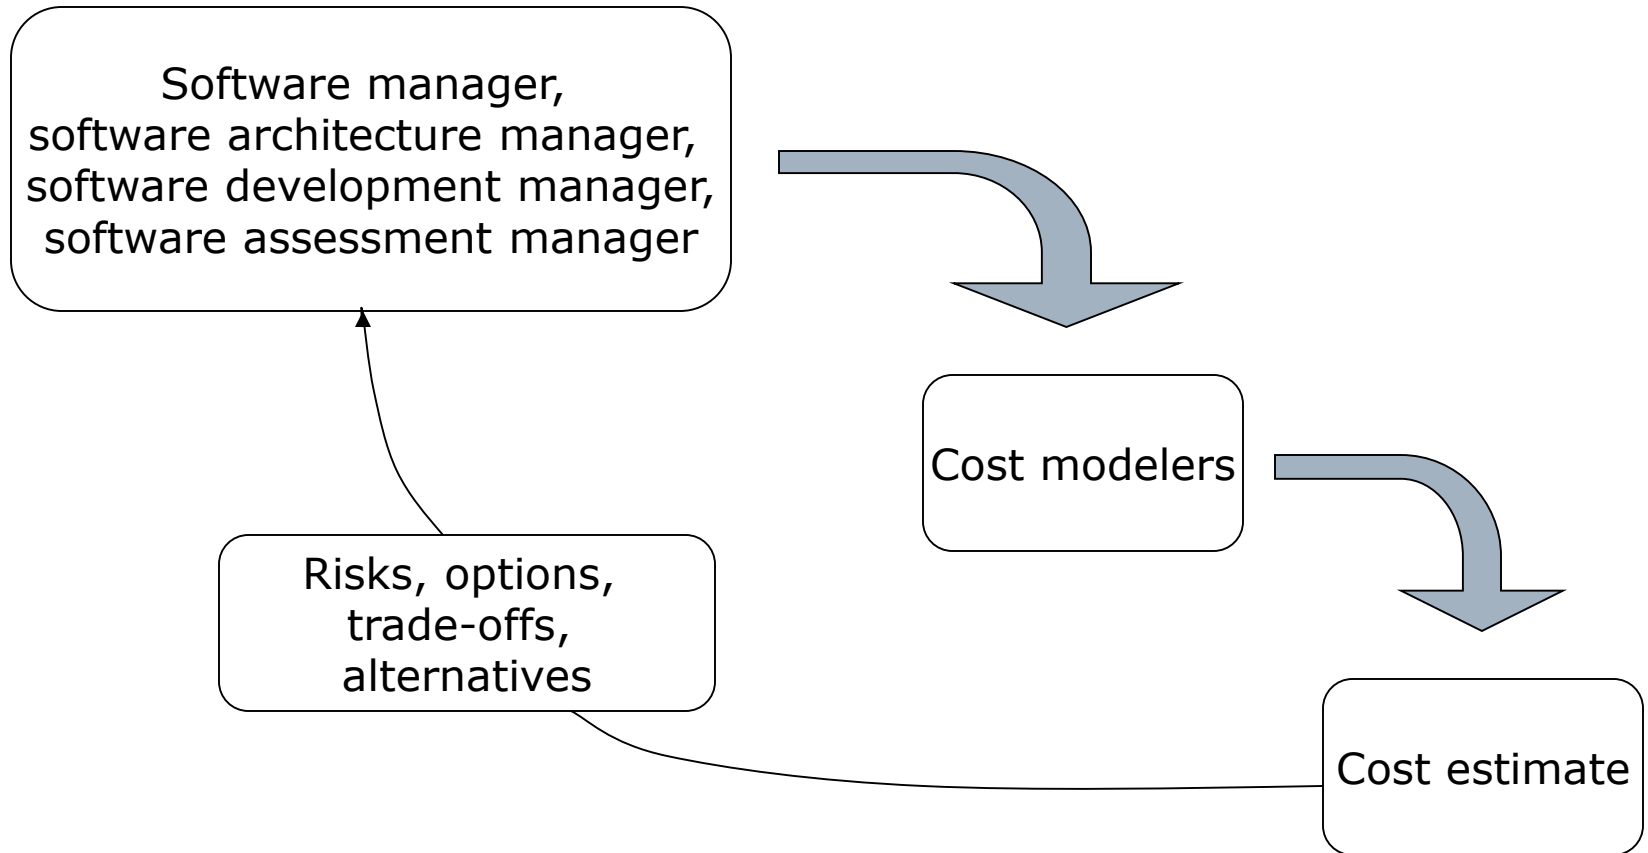 Software manager,
software architecture manager,
software development manager,
software assessment manager
Cost modelers
Risks, options,
trade-offs,
alternatives
Cost estimate